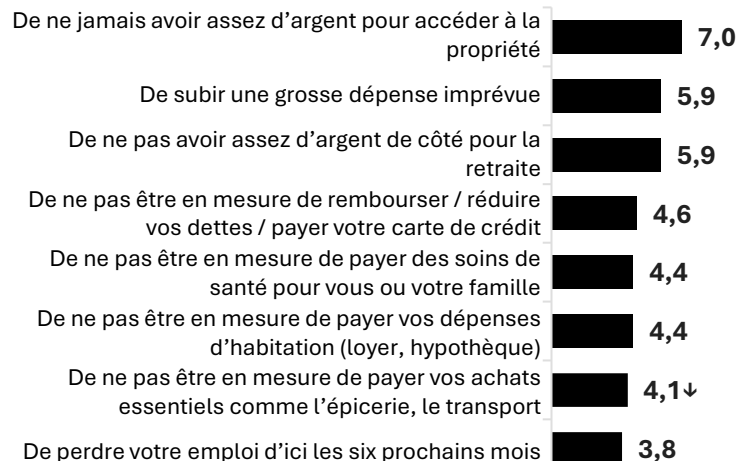 De ne jamais avoir assez d’argent pour accéder à la
propriété
7,0
De subir une grosse dépense imprévue
5,9
De ne pas avoir assez d’argent de côté pour la
retraite
5,9
De ne pas être en mesure de rembourser / réduire
vos dettes / payer votre carte de crédit
4,6
De ne pas être en mesure de payer des soins de
santé pour vous ou votre famille
4,4
De ne pas être en mesure de payer vos dépenses
d’habitation (loyer, hypothèque)
4,4
De ne pas être en mesure de payer vos achats
essentiels comme l’épicerie, le transport
4,1↓
De perdre votre emploi d’ici les six prochains mois
3,8